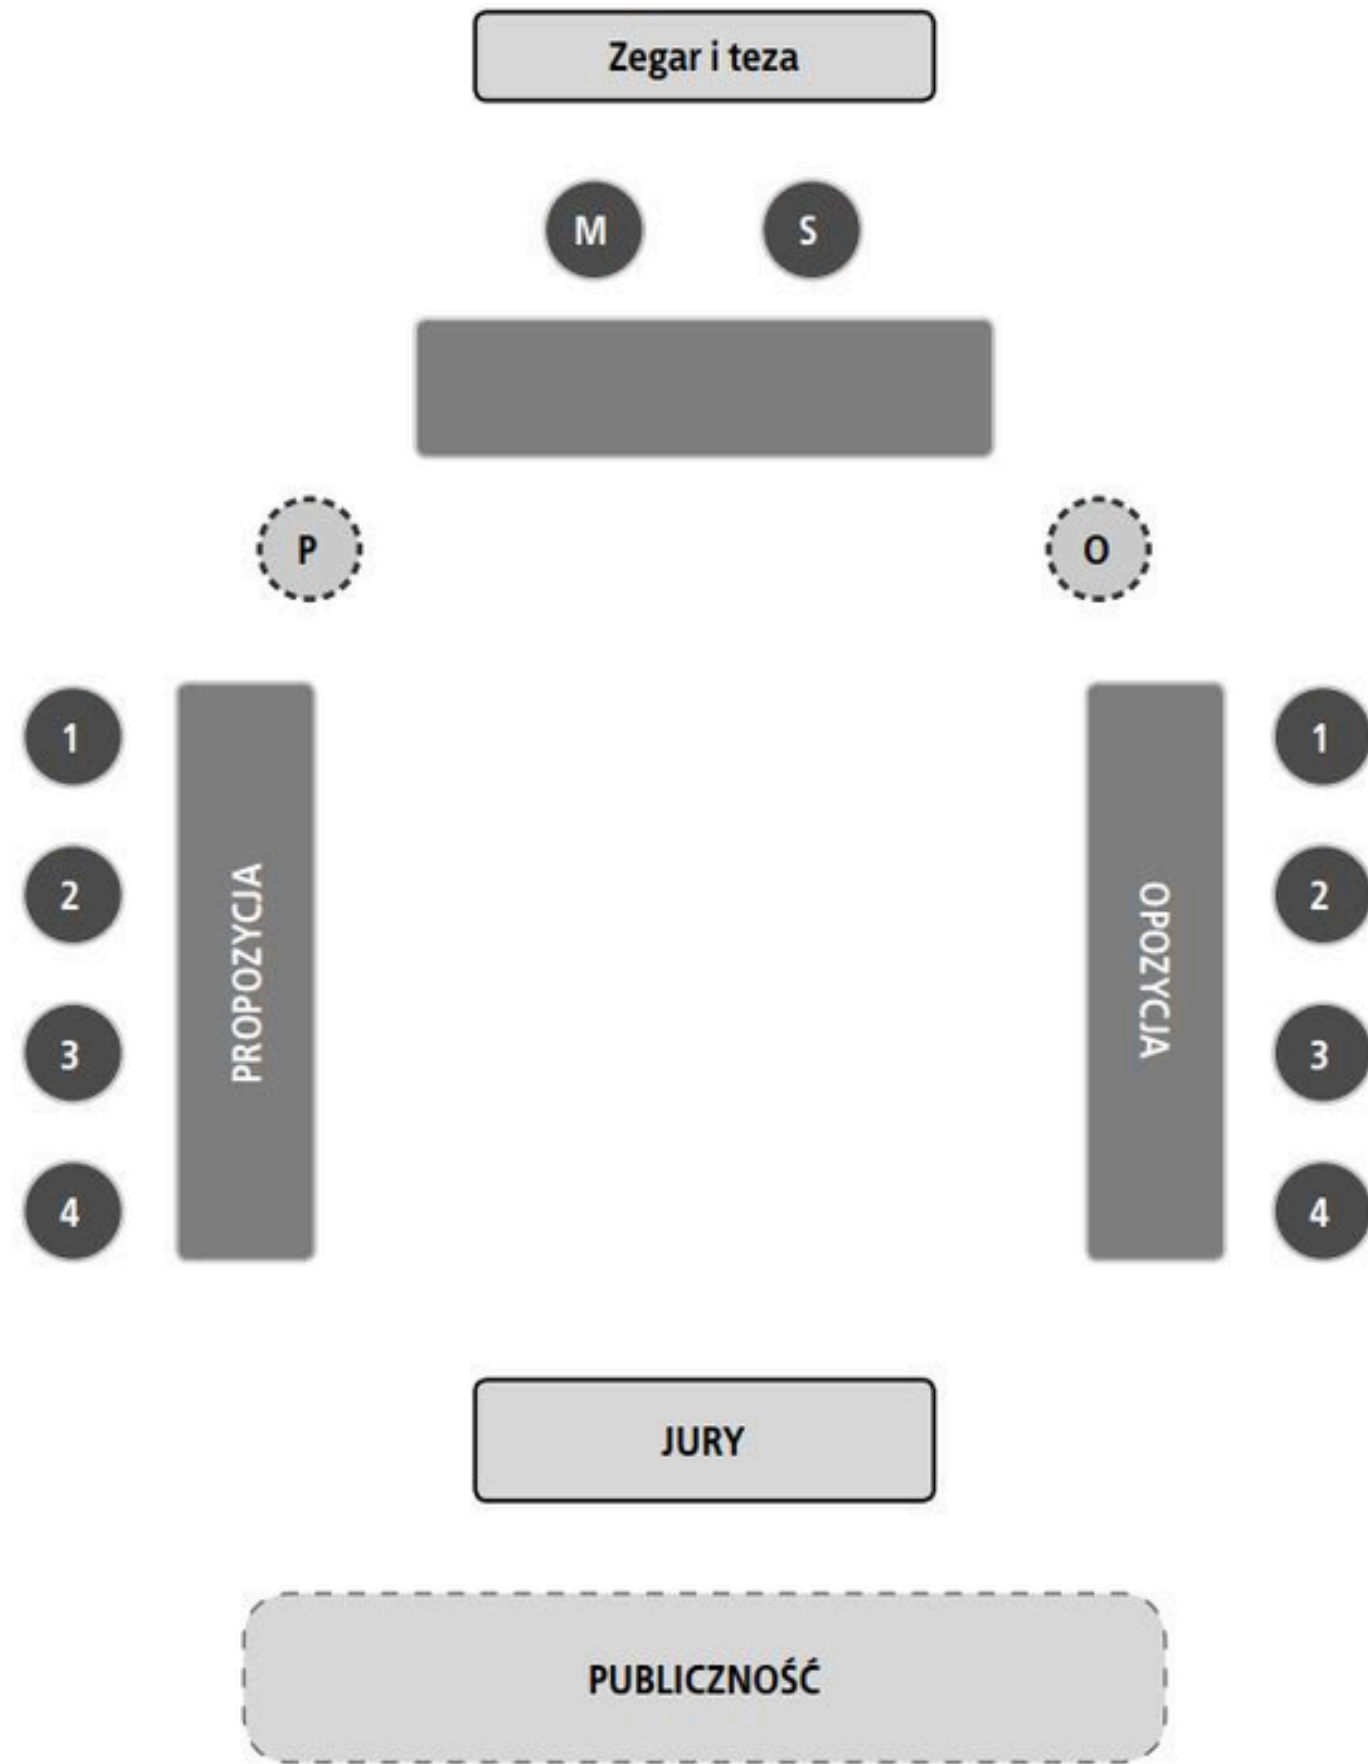 Zegar i teza
M S
P O
1 1
2 2
PROPOZYCJA OPOZYCJA
3 3
4 4
JURY
PUBLICZNOŚĆ